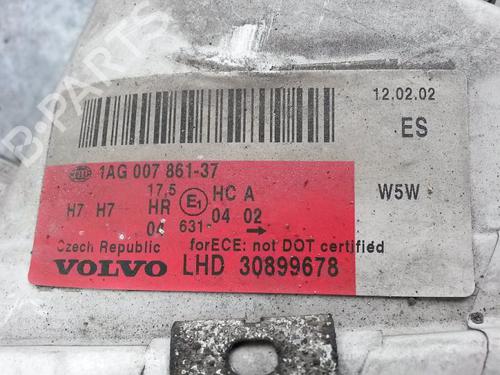 B-PARTS
12.02.02
ES
HELLA 1AG 007 861-37
17,5 E1 HC A W5W
H7 H7 HR 04 02
04 631
Czech Republic forECE: not DOT certified
VOLVO LHD 30899678